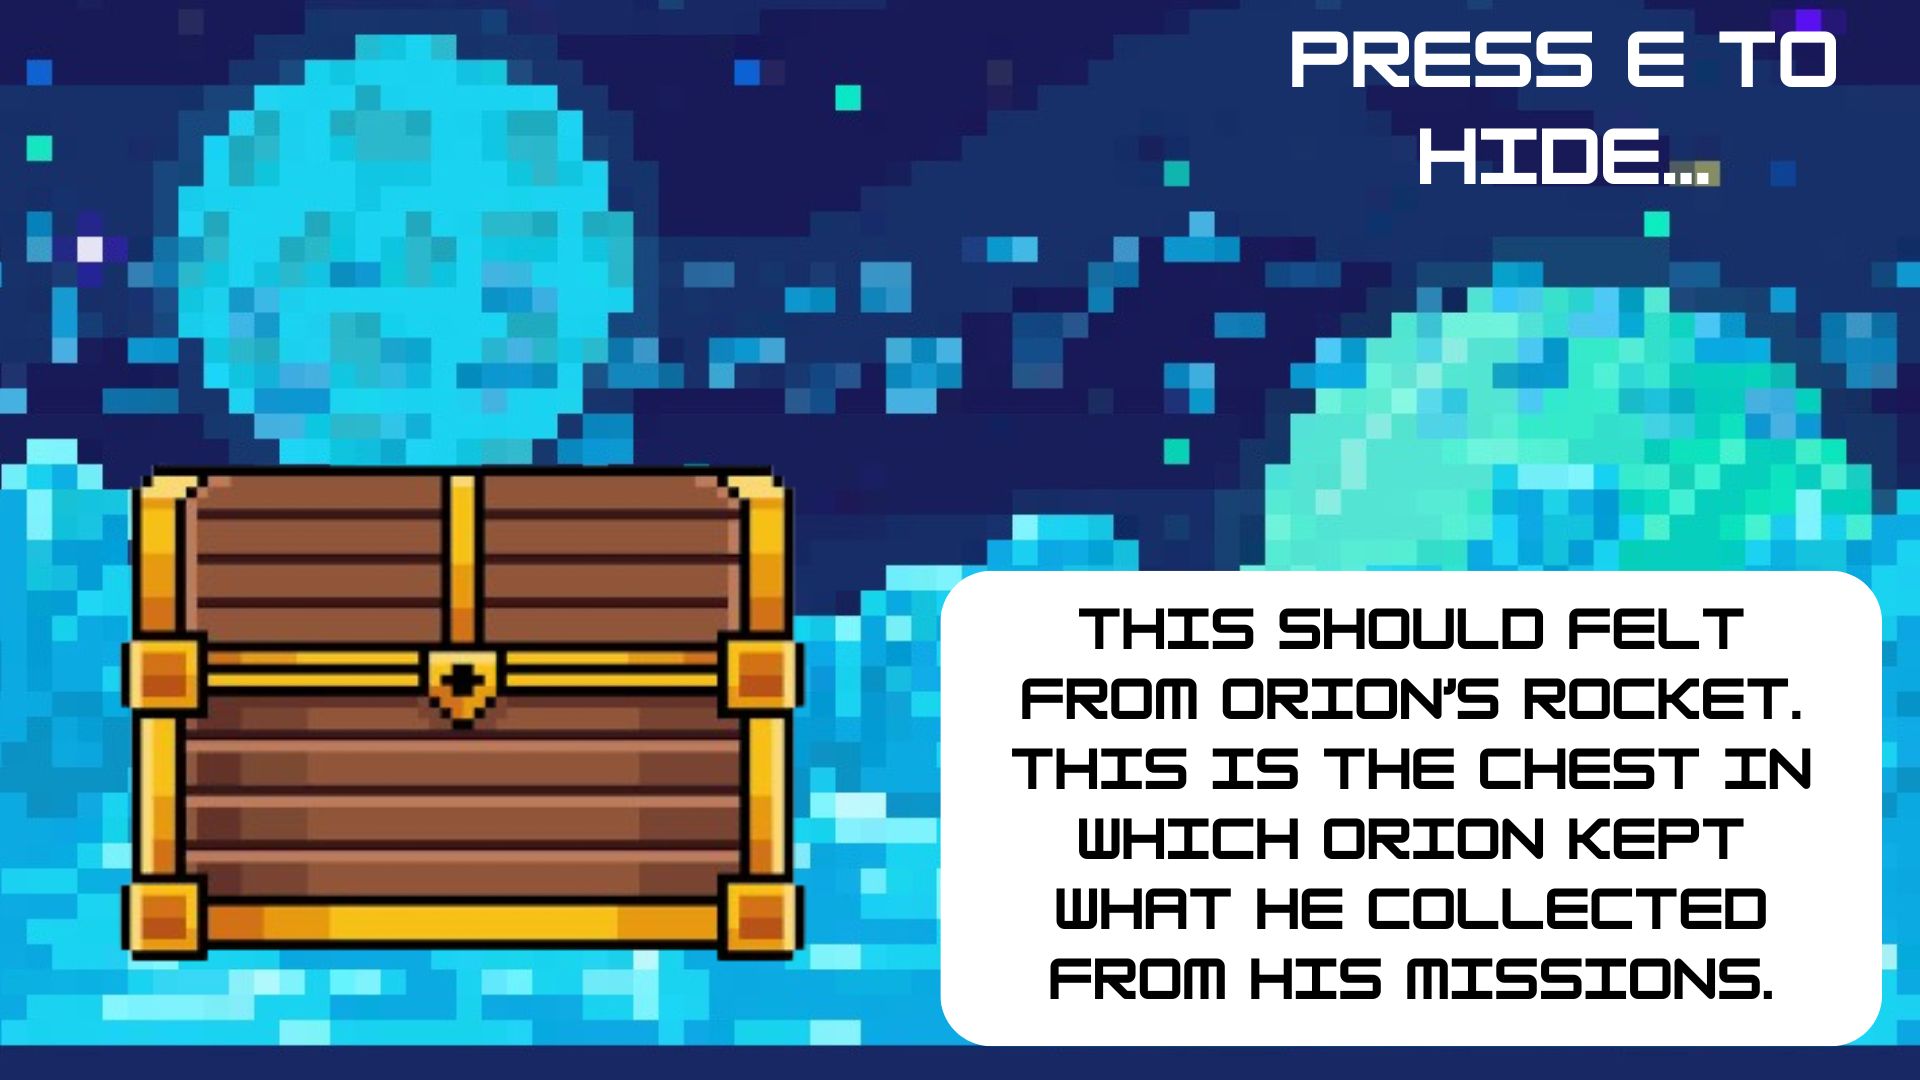 PRESS E TO
HIDE...
THIS SHOULD FELT
FROM ORION'S ROCKET.
THIS IS THE CHEST IN
WHICH ORION KEPT
WHAT HE COLLECTED
FROM HIS MISSIONS.